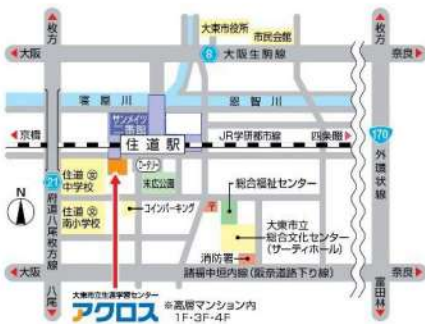 枚方
枚方
大東市役所
市民会館
大阪
8
大阪生駒線
奈良
寝屋川
恩智川
サンメイツ
二番館
京橋
住道駅
JR学研都市線
四条畷
170
ロータリー
住道
中学校
末広公園
総合福祉センター
外環状線
N
21
府道八尾枚方線
住道
南小学校
コインパーキング
大東市立
総合文化センター
(サーティホール)
消防署
大阪
諸福中垣内線(阪奈道路下り線)
奈良
八尾
大東市立生涯学習センター
アクロス
※高層マンション内
1F・3F・4F
富田林